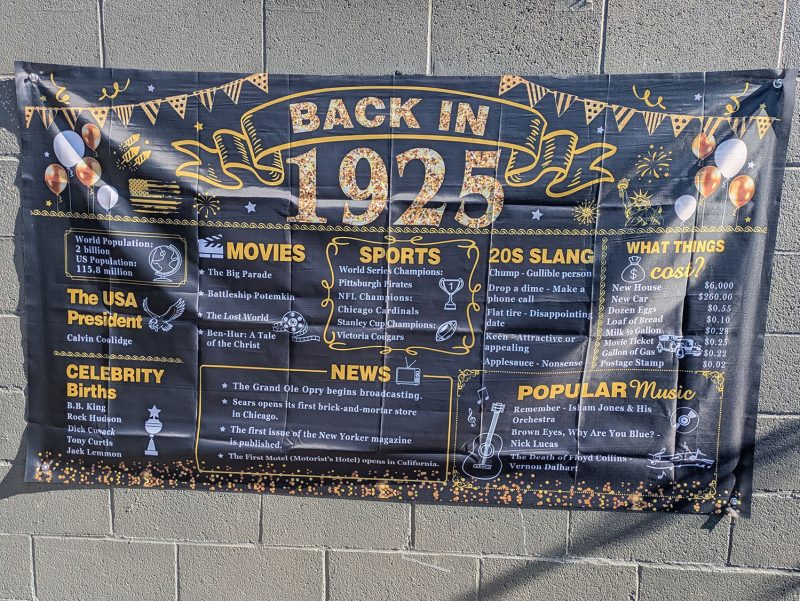 BACK IN
1925
World Population:
2 billion
US Population:
115.8 million
The USA
President
Calvin Coolidge
CELEBRITY
Births
B.B. King
Rock Hudson
Dick Cusack
Tony Curtis
Jack Lemmon
MOVIES
The Big Parade
Battleship Potemkin
The Lost World
Ben-Hur: A Tale
of the Christ
SPORTS
World Series Champions:
Pittsburgh Pirates
NFL Champions:
Chicago Cardinals
Stanley Cup Champions:
Victoria Cougars
20S SLANG
Chump - Gullible person
Drop a dime - Make a
phone call
Flat tire - Disappointing
date
Keen - Attractive or
appealing
Applesauce - Nonsense
WHAT THINGS
cost?
New House $6,000
New Car $260.00
Dozen Eggs $0.55
Loaf of Bread $0.10
Milk ½ Gallon $0.28
Movie Ticket $0.25
Gallon of Gas $0.22
Postage Stamp $0.02
NEWS
The Grand Ole Opry begins broadcasting.
Sears opens its first brick-and-mortar store
in Chicago.
The first issue of the New Yorker magazine
is published.
The First Motel (Motorist's Hotel) opens in California.
POPULAR Music
Remember - Isham Jones & His
Orchestra
Brown Eyes, Why Are You Blue? -
Nick Lucas
The Death of Floyd Collins
Vernon Dalhart